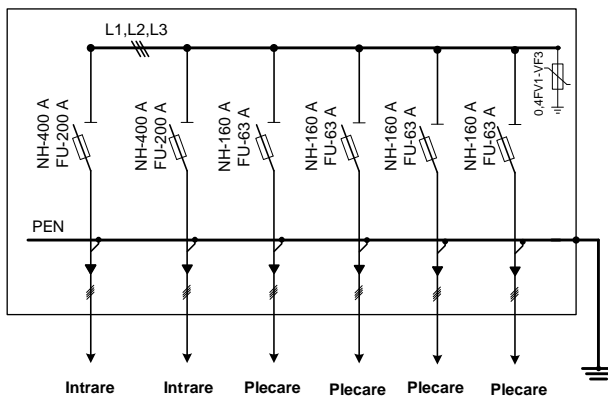 L1,L2,L3
NH-400 A
FU-200 A
NH-400 A
FU-200 A
NH-160 A
FU-63 A
NH-160 A
FU-63 A
NH-160 A
FU-63 A
NH-160 A
FU-63 A
0,4FV1-VF3
PEN
Intrare Intrare Plecare Plecare Plecare Plecare